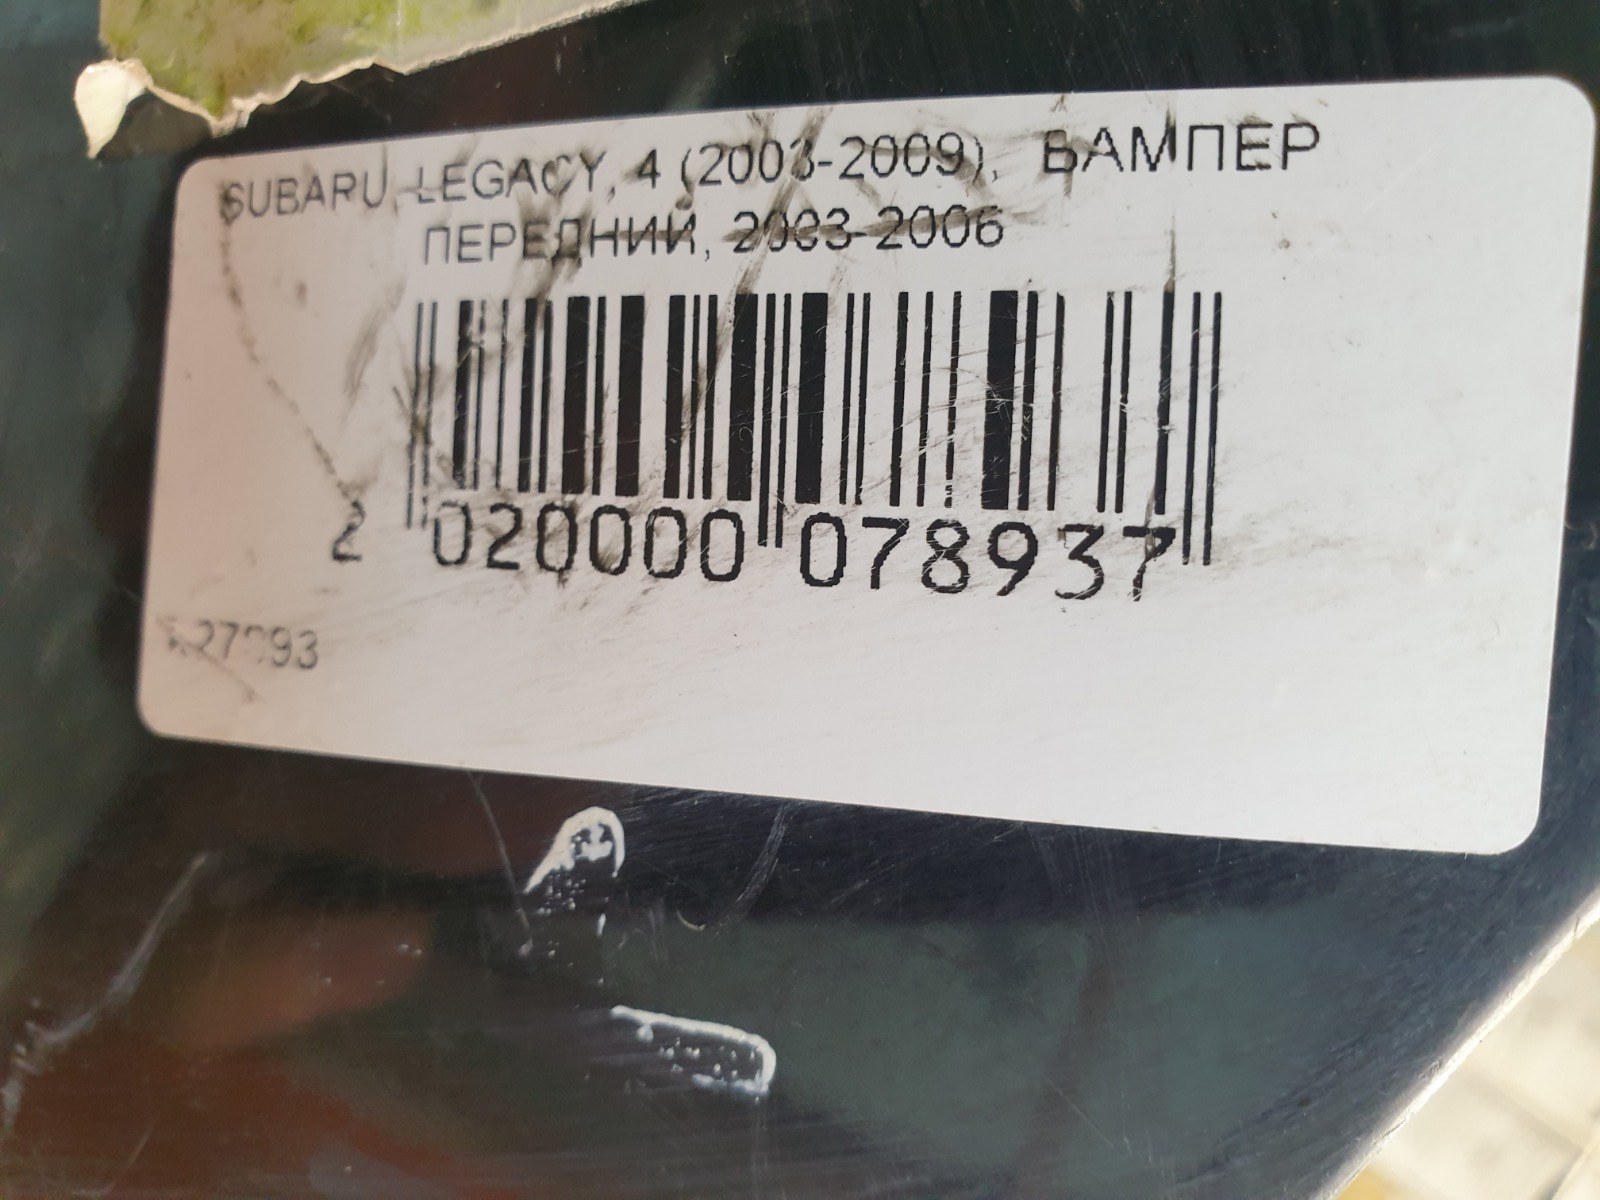 SUBARU, LEGACY, 4 (2003-2009), БАМПЕР
ПЕРЕДНИЙ, 2003-2006
2 020000 078937